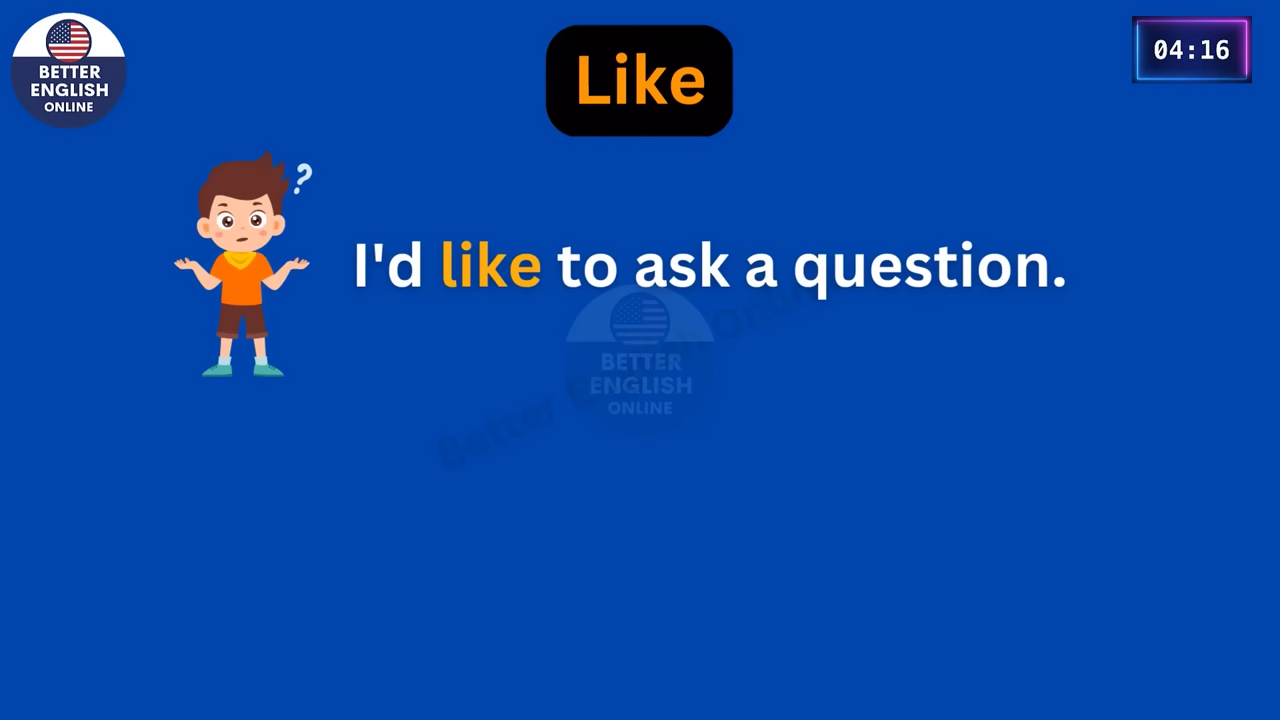 BETTER
ENGLISH
ONLINE
Like
04:16
?
I'd like to ask a question.
BETTER
ENGLISH
ONLINE